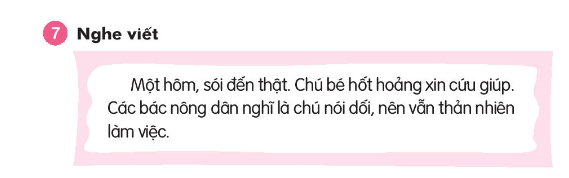 7 Nghe viết
Một hôm, sói đến thật. Chú bé hốt hoảng xin cứu giúp.
Các bác nông dân nghĩ là chú nói dối, nên vẫn thản nhiên
làm việc.